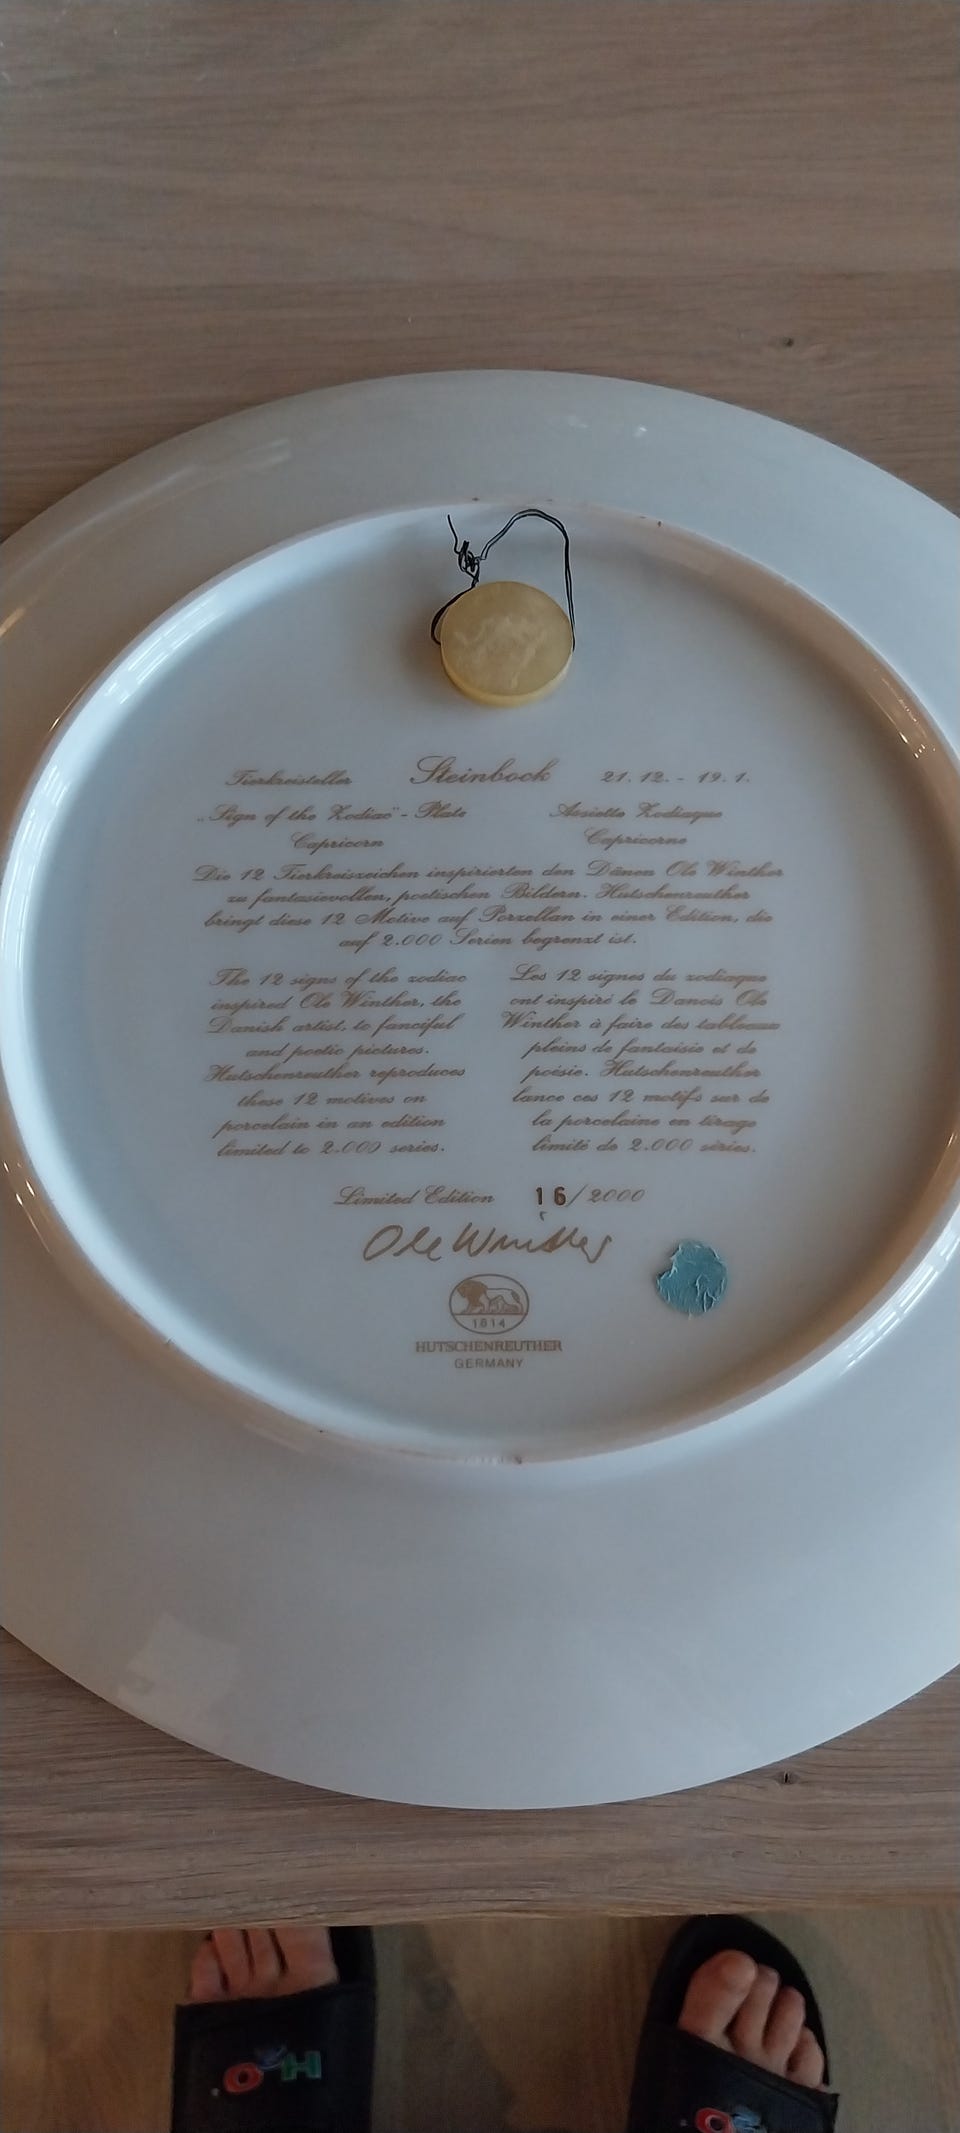 Tierkreisteller Steinbock 21. 12. - 19. 1.
„Sign of the Zodiac" - Plate
Capricorn
Assiette Zodiaque
Capricorne
Die 12 Tierkreiszeichen inspirierten den Dänen Ole Winther
zu fantasievollen, poetischen Bildern. Hutschenreuther
bringt diese 12 Motive auf Porzellan in einer Edition, die
auf 2.000 Serien begrenzt ist.
The 12 signs of the zodiac
inspired Ole Winther, the
Danish artist, to fanciful
and poetic pictures.
Hutschenreuther reproduces
these 12 motives on
porcelain in an edition
limited to 2.000 series.
Les 12 signes du zodiaque
ont inspiré le Danois Ole
Winther à faire des tableaux
pleins de fantaisie et de
poésie. Hutschenreuther
lance ces 12 motifs sur de
la porcelaine en tirage
limité de 2.000 séries.
Limited Edition 16/2000
Ole Winther
1814
HUTSCHENREUTHER
GERMANY
H2O